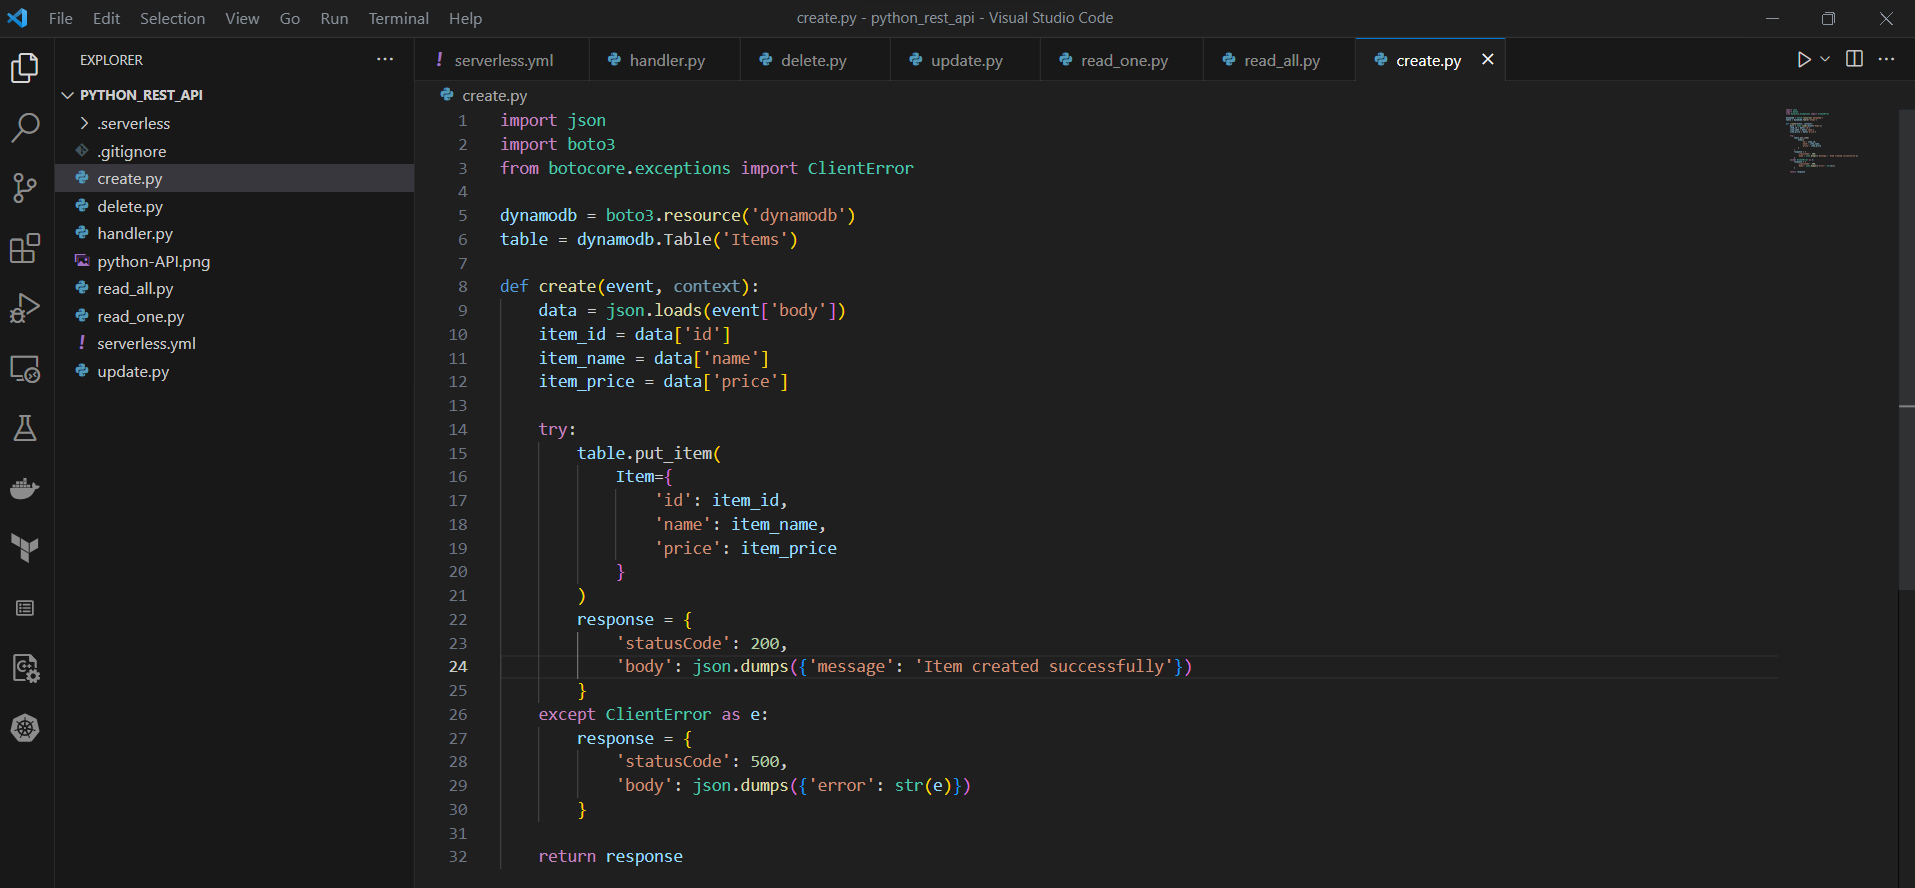 File Edit Selection View Go Run Terminal Help
create.py - python_rest_api - Visual Studio Code
EXPLORER
PYTHON_REST_API
.serverless
.gitignore
create.py
delete.py
handler.py
python-API.png
read_all.py
read_one.py
! serverless.yml
update.py
! serverless.yml handler.py delete.py update.py read_one.py read_all.py create.py
create.py
1 import json
2 import boto3
3 from botocore.exceptions import ClientError
4
5 dynamodb = boto3.resource('dynamodb')
6 table = dynamodb.Table('Items')
7
8 def create(event, context):
9     data = json.loads(event['body'])
10     item_id = data['id']
11     item_name = data['name']
12     item_price = data['price']
13
14     try:
15         table.put_item(
16             Item={
17                 'id': item_id,
18                 'name': item_name,
19                 'price': item_price
20             }
21         )
22         response = {
23             'statusCode': 200,
24             'body': json.dumps({'message': 'Item created successfully'})
25         }
26     except ClientError as e:
27         response = {
28             'statusCode': 500,
29             'body': json.dumps({'error': str(e)})
30         }
31
32     return response